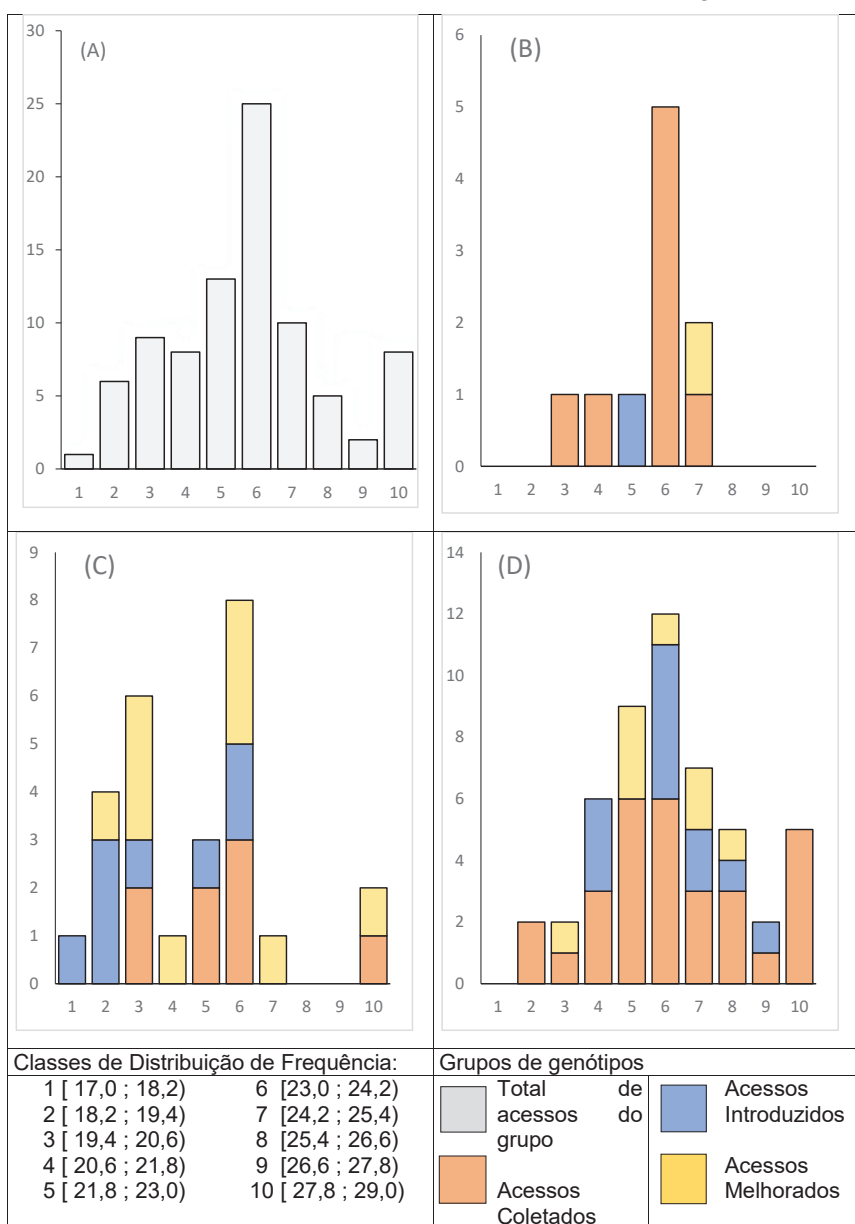 (A)
30
25
20
15
10
5
0
1 2 3 4 5 6 7 8 9 10
(B)
6
5
4
3
2
1
0
1 2 3 4 5 6 7 8 9 10
(C)
9
8
7
6
5
4
3
2
1
0
1 2 3 4 5 6 7 8 9 10
(D)
14
12
10
8
6
4
2
0
1 2 3 4 5 6 7 8 9 10
Classes de Distribuição de Frequência:
1 [ 17,0 ; 18,2) 6 [23,0 ; 24,2)
2 [ 18,2 ; 19,4) 7 [24,2 ; 25,4)
3 [ 19,4 ; 20,6) 8 [25,4 ; 26,6)
4 [ 20,6 ; 21,8) 9 [26,6 ; 27,8)
5 [ 21,8 ; 23,0) 10 [ 27,8 ; 29,0)
Grupos de genótipos
Total de
acessos do
grupo
Acessos
Coletados
Acessos
Introduzidos
Acessos
Melhorados